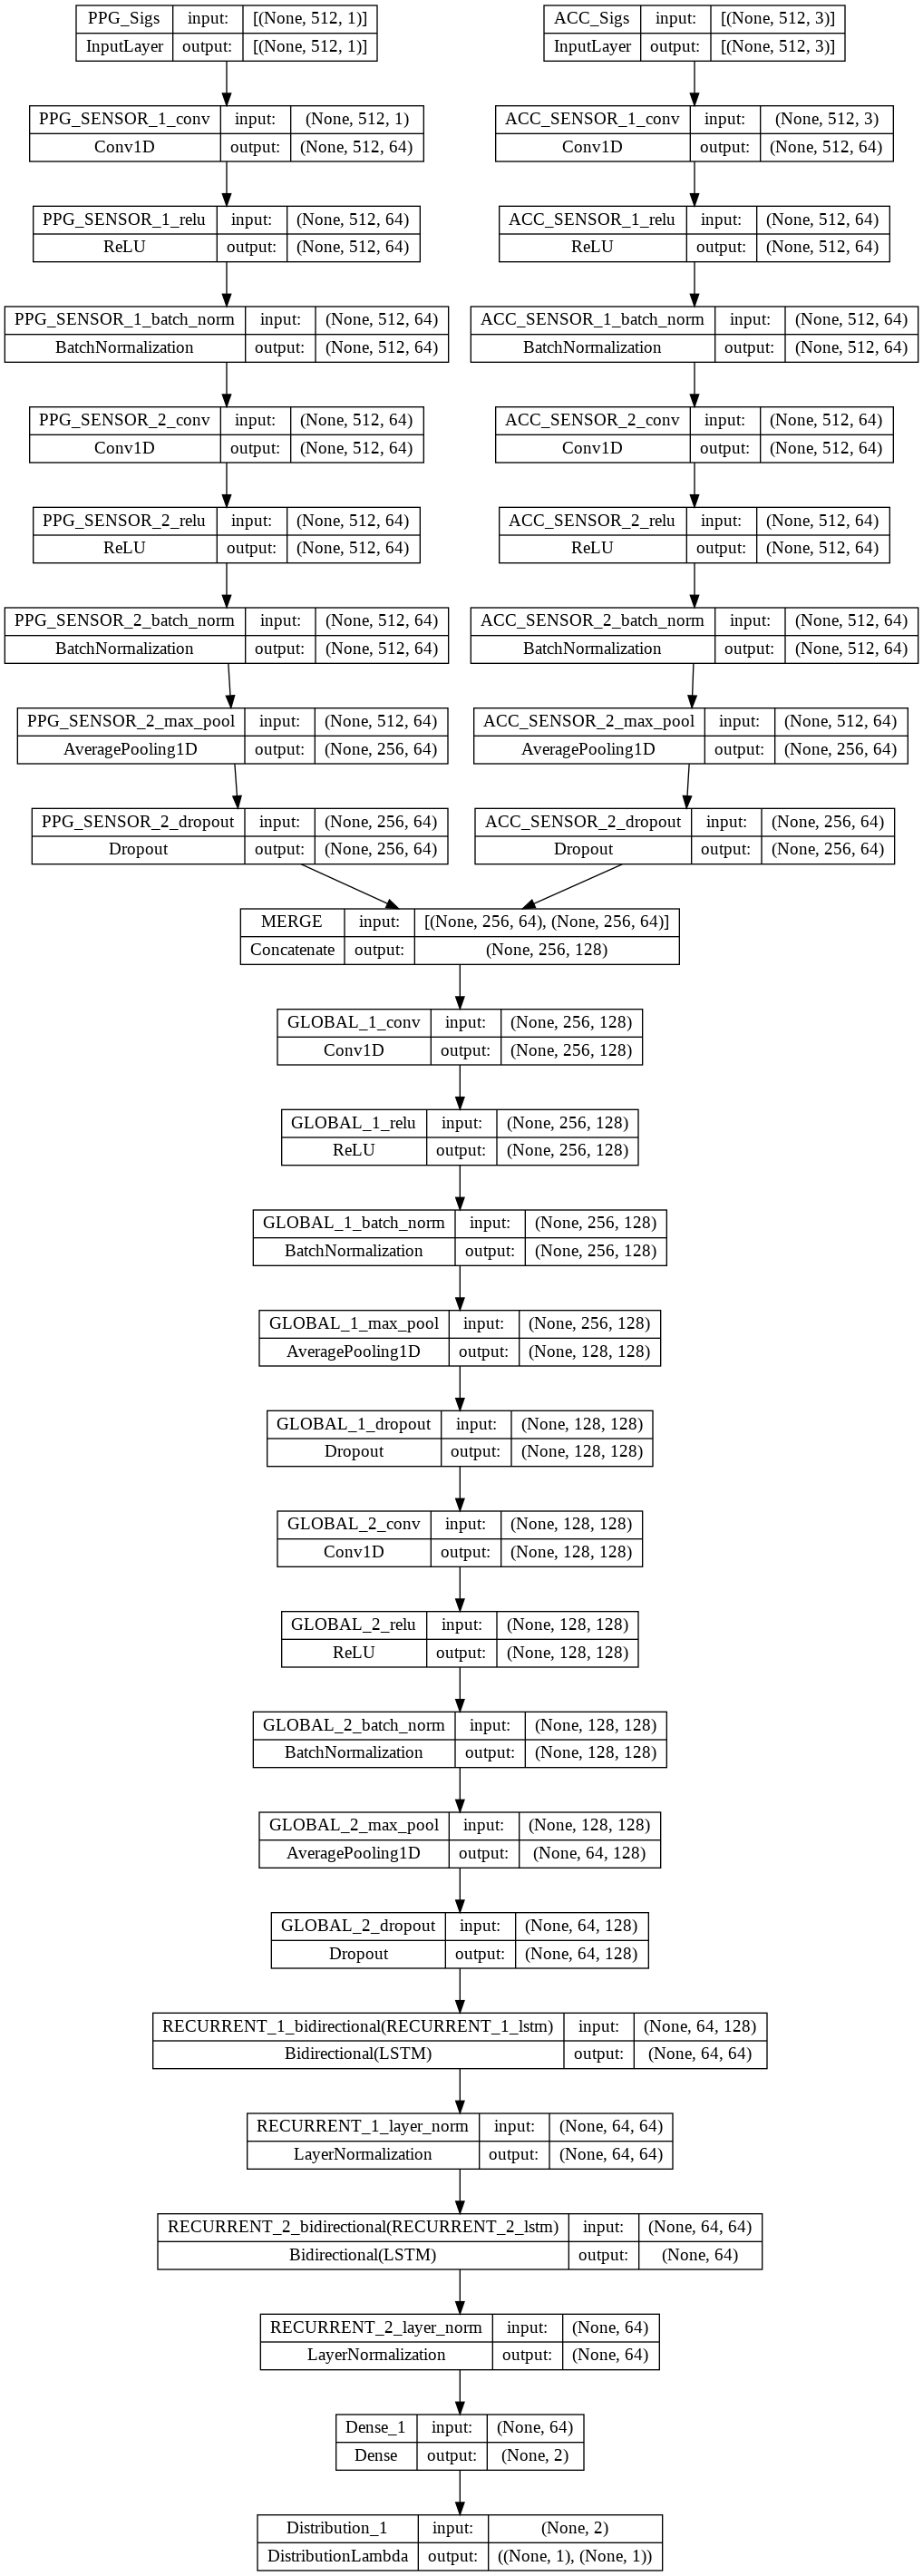 PPG_Sigs input: [(None, 512, 1)]
InputLayer output: [(None, 512, 1)]
ACC_Sigs input: [(None, 512, 3)]
InputLayer output: [(None, 512, 3)]
PPG_SENSOR_1_conv input: (None, 512, 1)
Conv1D output: (None, 512, 64)
ACC_SENSOR_1_conv input: (None, 512, 3)
Conv1D output: (None, 512, 64)
PPG_SENSOR_1_relu input: (None, 512, 64)
ReLU output: (None, 512, 64)
ACC_SENSOR_1_relu input: (None, 512, 64)
ReLU output: (None, 512, 64)
PPG_SENSOR_1_batch_norm input: (None, 512, 64)
BatchNormalization output: (None, 512, 64)
ACC_SENSOR_1_batch_norm input: (None, 512, 64)
BatchNormalization output: (None, 512, 64)
PPG_SENSOR_2_conv input: (None, 512, 64)
Conv1D output: (None, 512, 64)
ACC_SENSOR_2_conv input: (None, 512, 64)
Conv1D output: (None, 512, 64)
PPG_SENSOR_2_relu input: (None, 512, 64)
ReLU output: (None, 512, 64)
ACC_SENSOR_2_relu input: (None, 512, 64)
ReLU output: (None, 512, 64)
PPG_SENSOR_2_batch_norm input: (None, 512, 64)
BatchNormalization output: (None, 512, 64)
ACC_SENSOR_2_batch_norm input: (None, 512, 64)
BatchNormalization output: (None, 512, 64)
PPG_SENSOR_2_max_pool input: (None, 512, 64)
AveragePooling1D output: (None, 256, 64)
ACC_SENSOR_2_max_pool input: (None, 512, 64)
AveragePooling1D output: (None, 256, 64)
PPG_SENSOR_2_dropout input: (None, 256, 64)
Dropout output: (None, 256, 64)
ACC_SENSOR_2_dropout input: (None, 256, 64)
Dropout output: (None, 256, 64)
MERGE input: [(None, 256, 64), (None, 256, 64)]
Concatenate output: (None, 256, 128)
GLOBAL_1_conv input: (None, 256, 128)
Conv1D output: (None, 256, 128)
GLOBAL_1_relu input: (None, 256, 128)
ReLU output: (None, 256, 128)
GLOBAL_1_batch_norm input: (None, 256, 128)
BatchNormalization output: (None, 256, 128)
GLOBAL_1_max_pool input: (None, 256, 128)
AveragePooling1D output: (None, 128, 128)
GLOBAL_1_dropout input: (None, 128, 128)
Dropout output: (None, 128, 128)
GLOBAL_2_conv input: (None, 128, 128)
Conv1D output: (None, 128, 128)
GLOBAL_2_relu input: (None, 128, 128)
ReLU output: (None, 128, 128)
GLOBAL_2_batch_norm input: (None, 128, 128)
BatchNormalization output: (None, 128, 128)
GLOBAL_2_max_pool input: (None, 128, 128)
AveragePooling1D output: (None, 64, 128)
GLOBAL_2_dropout input: (None, 64, 128)
Dropout output: (None, 64, 128)
RECURRENT_1_bidirectional(RECURRENT_1_lstm) input: (None, 64, 128)
Bidirectional(LSTM) output: (None, 64, 64)
RECURRENT_1_layer_norm input: (None, 64, 64)
LayerNormalization output: (None, 64, 64)
RECURRENT_2_bidirectional(RECURRENT_2_lstm) input: (None, 64, 64)
Bidirectional(LSTM) output: (None, 64)
RECURRENT_2_layer_norm input: (None, 64)
LayerNormalization output: (None, 64)
Dense_1 input: (None, 64)
Dense output: (None, 2)
Distribution_1 input: (None, 2)
DistributionLambda output: ((None, 1), (None, 1))